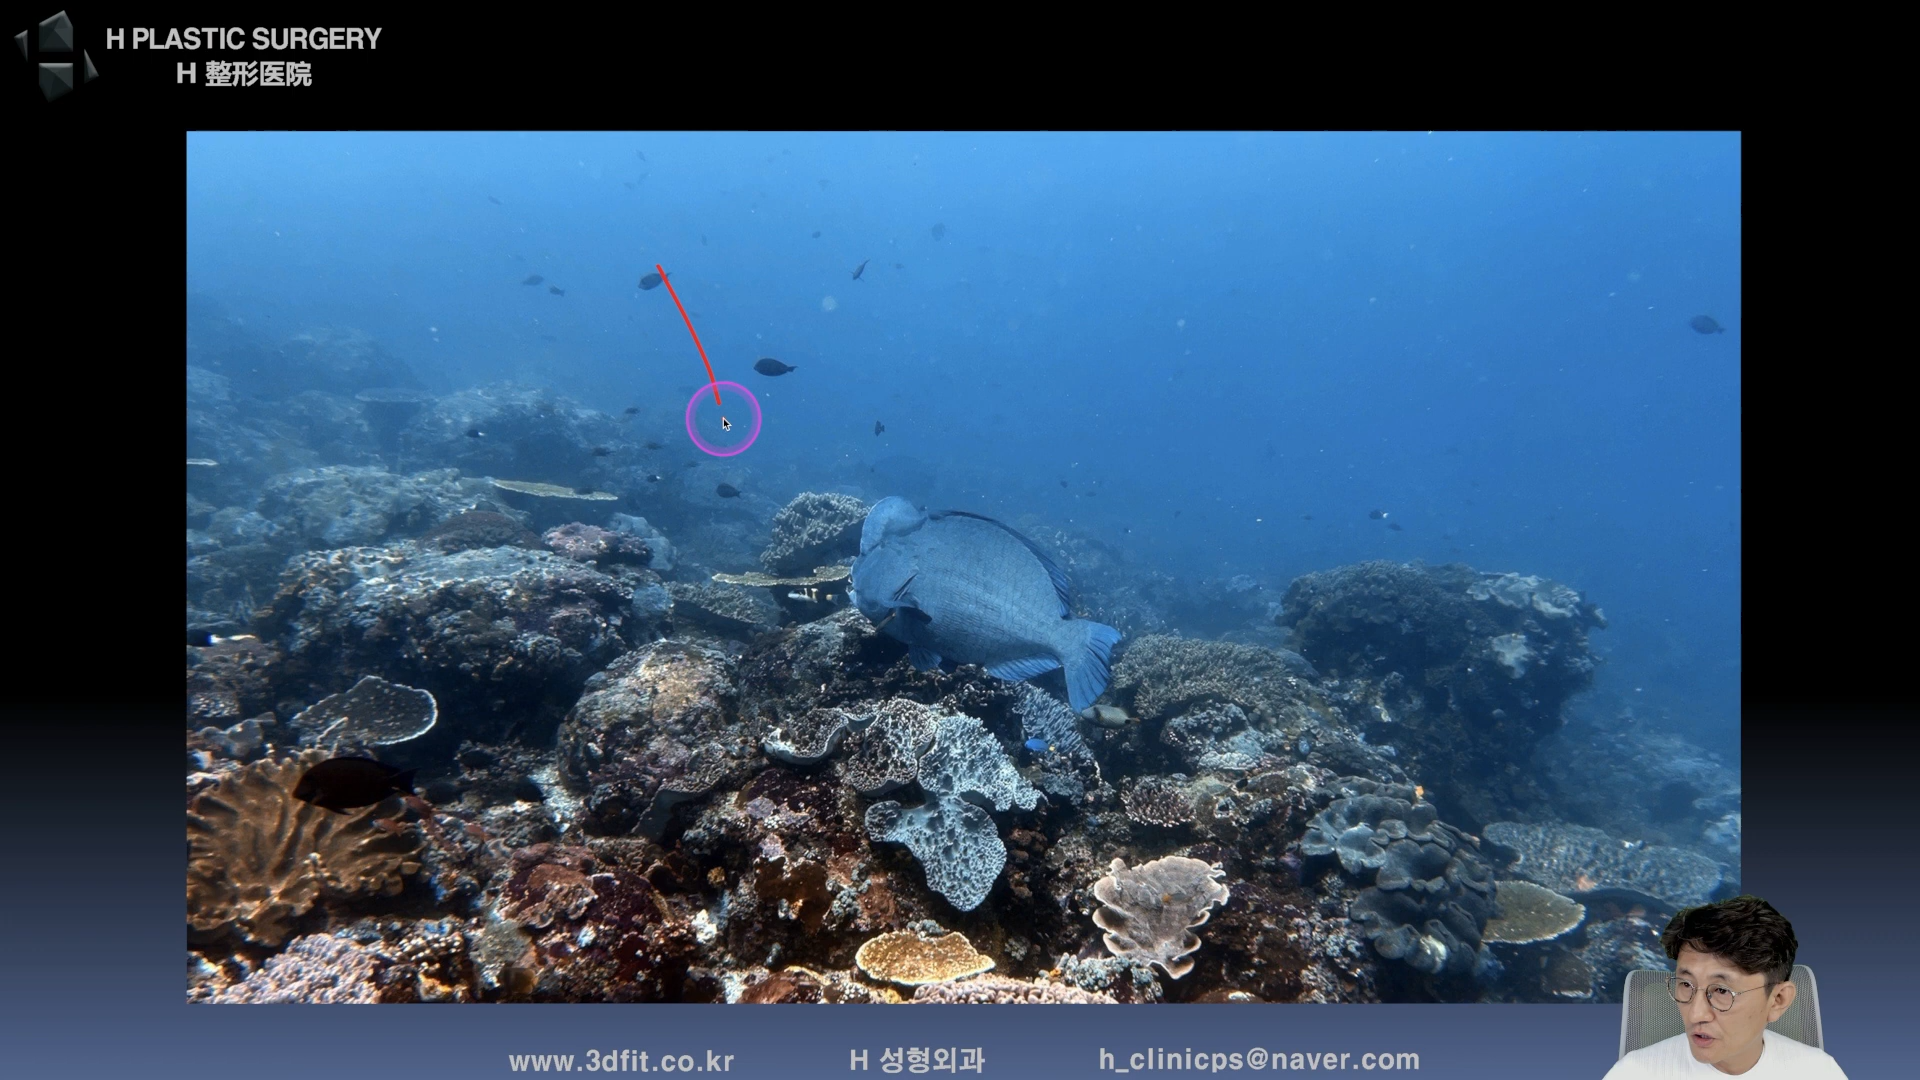 H PLASTIC SURGERY
H 整形医院
www.3dfit.co.kr
H 성형외과
h_clinicps@naver.com